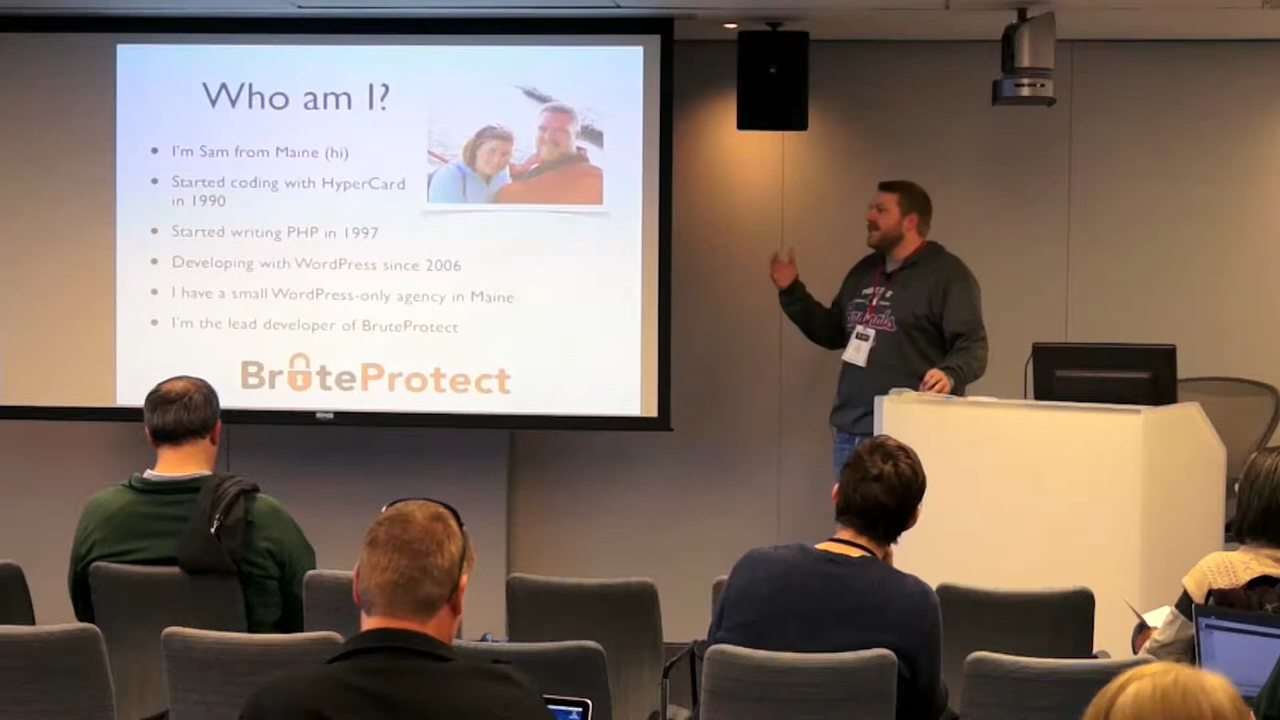 Who am I?
I'm Sam from Maine (hi)
Started coding with HyperCard
in 1990
Started writing PHP in 1997
Developing with WordPress since 2006
I have a small WordPress-only agency in Maine
I'm the lead developer of BruteProtect
BruteProtect